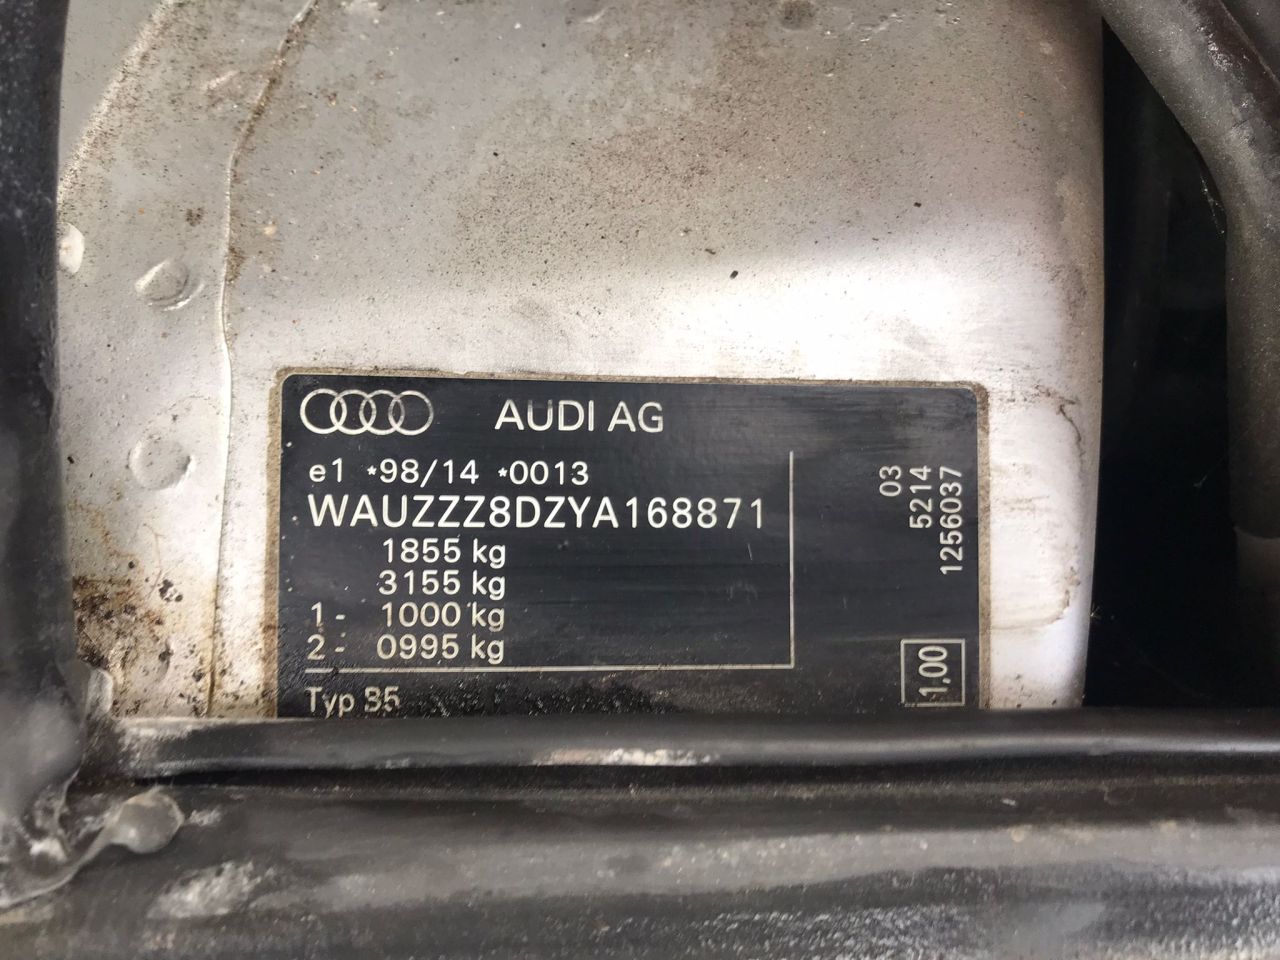 AUDI AG
e1 *98/14 *0013
WAUZZZ8DZYA168871
1855 kg
3155 kg
1 - 1000 kg
2 - 0995 kg
Typ B5
03
5214
1256037
1.00